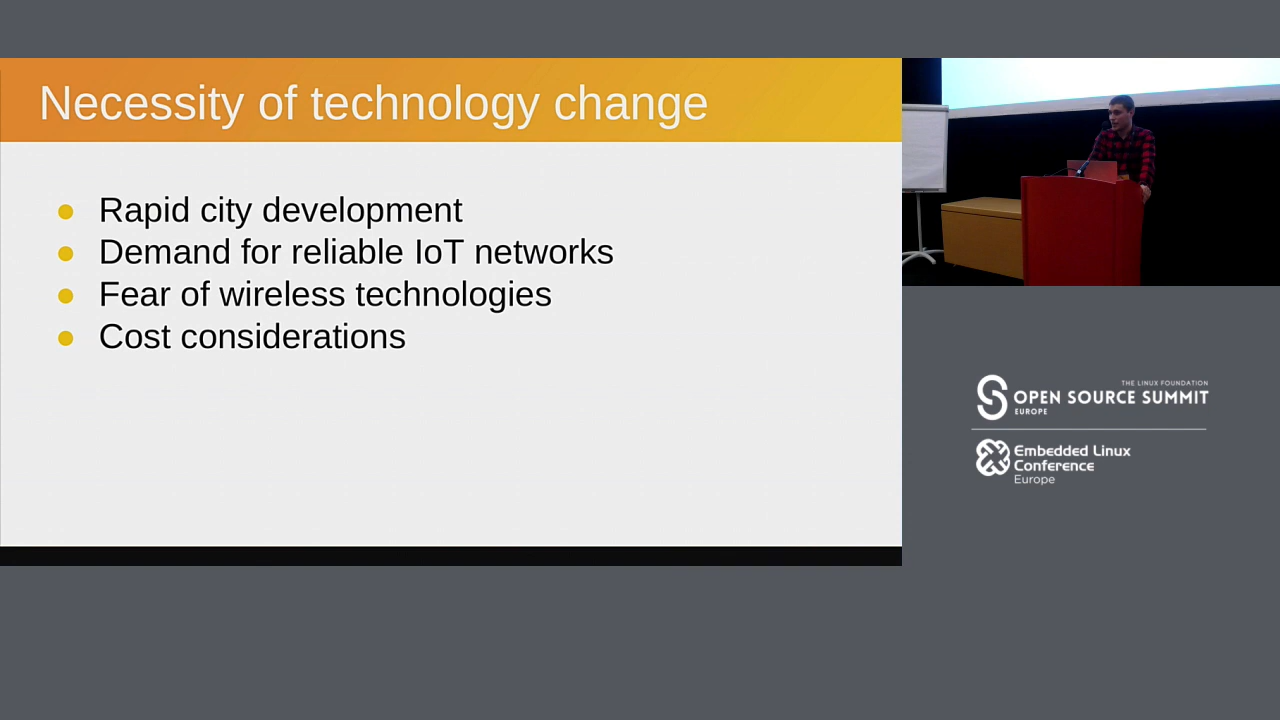 Necessity of technology change
Rapid city development
Demand for reliable IoT networks
Fear of wireless technologies
Cost considerations
THE LINUX FOUNDATION
OPEN SOURCE SUMMIT
EUROPE
Embedded Linux
Conference
Europe